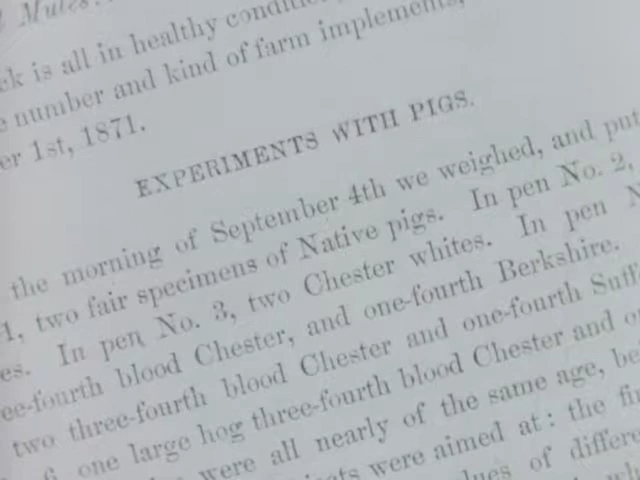 Mules.
ck is all in healthy condition
e number and kind of farm implements,
er 1st, 1871.
EXPERIMENTS WITH PIGS.
the morning of September 4th we weighed, and put
1, two fair specimens of Native pigs. In pen No. 2,
es. In pen No. 3, two Chester whites. In pen N
ee-fourth blood Chester, and one-fourth Berkshire.
two three-fourth blood Chester and one-fourth Suff
6, one large hog three-fourth blood Chester and o
were all nearly of the same age, be
were aimed at: the fi
lues of differe